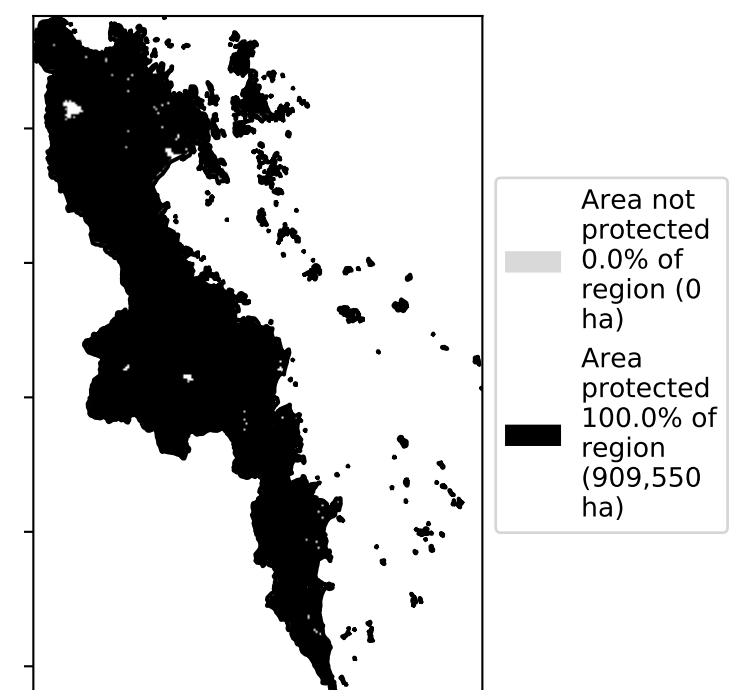 Area not
protected
0.0% of
region (0
ha)
Area
protected
100.0% of
region
(909,550
ha)